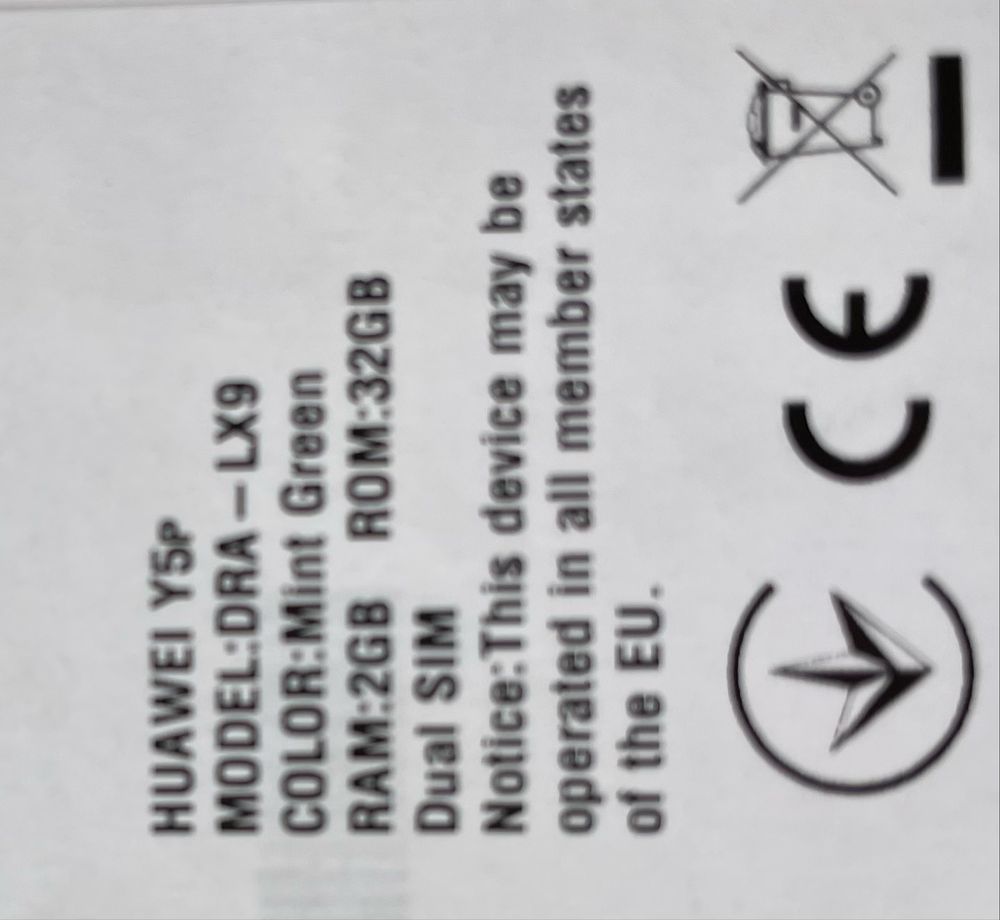 HUAWEI Y5p
MODEL:DRA-LX9
COLOR:Mint Green
RAM:2GB ROM:32GB
Dual SIM
Notice:This device may be
operated in all member states
of the EU.
CE